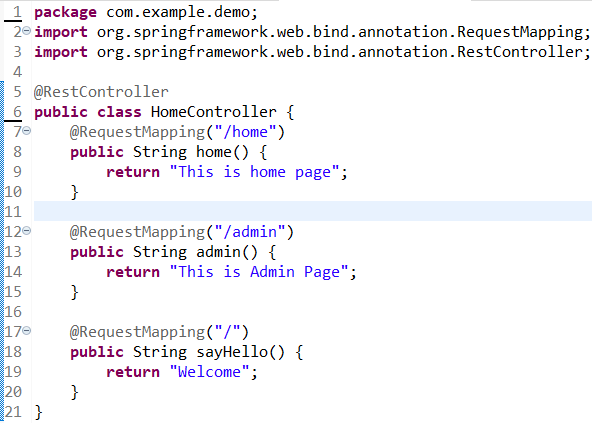 1 package com.example.demo;
2 import org.springframework.web.bind.annotation.RequestMapping;
3 import org.springframework.web.bind.annotation.RestController;
4
5 @RestController
6 public class HomeController {
7     @RequestMapping("/home")
8     public String home() {
9         return "This is home page";
10     }
11
12     @RequestMapping("/admin")
13     public String admin() {
14         return "This is Admin Page";
15     }
16
17     @RequestMapping("/")
18     public String sayHello() {
19         return "Welcome";
20     }
21 }